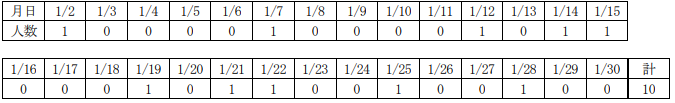 月日 1/2 1/3 1/4 1/5 1/6 1/7 1/8 1/9 1/10 1/11 1/12 1/13 1/14 1/15
人数 1 0 0 0 0 1 0 0 0 0 1 0 1 1
1/16 1/17 1/18 1/19 1/20 1/21 1/22 1/23 1/24 1/25 1/26 1/27 1/28 1/29 1/30 計
0 0 0 1 0 1 1 0 0 1 0 0 1 0 0 10